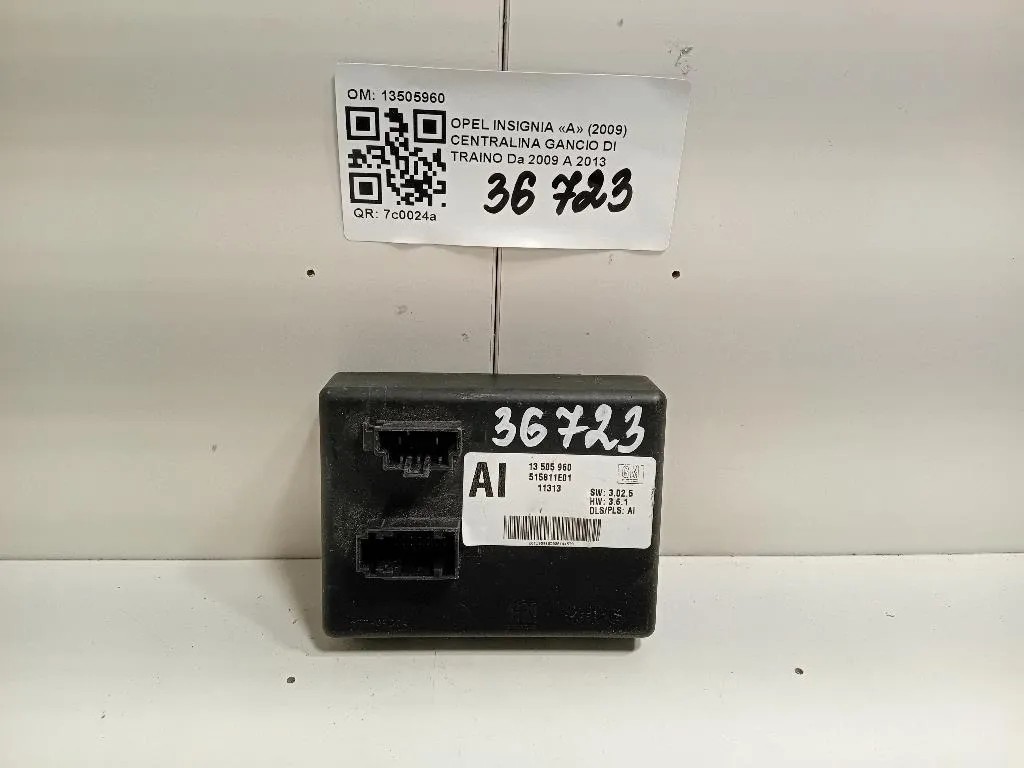 OM: 13505960
OPEL INSIGNIA «A» (2009)
CENTRALINA GANCIO DI
TRAINO Da 2009 A 2013
36 723
QR: 7c0024a
36723
AI
13 505 960
515811E01
11313
GM
SW: 3.02.5
HW: 3.6.1
DLS/PLS: AI